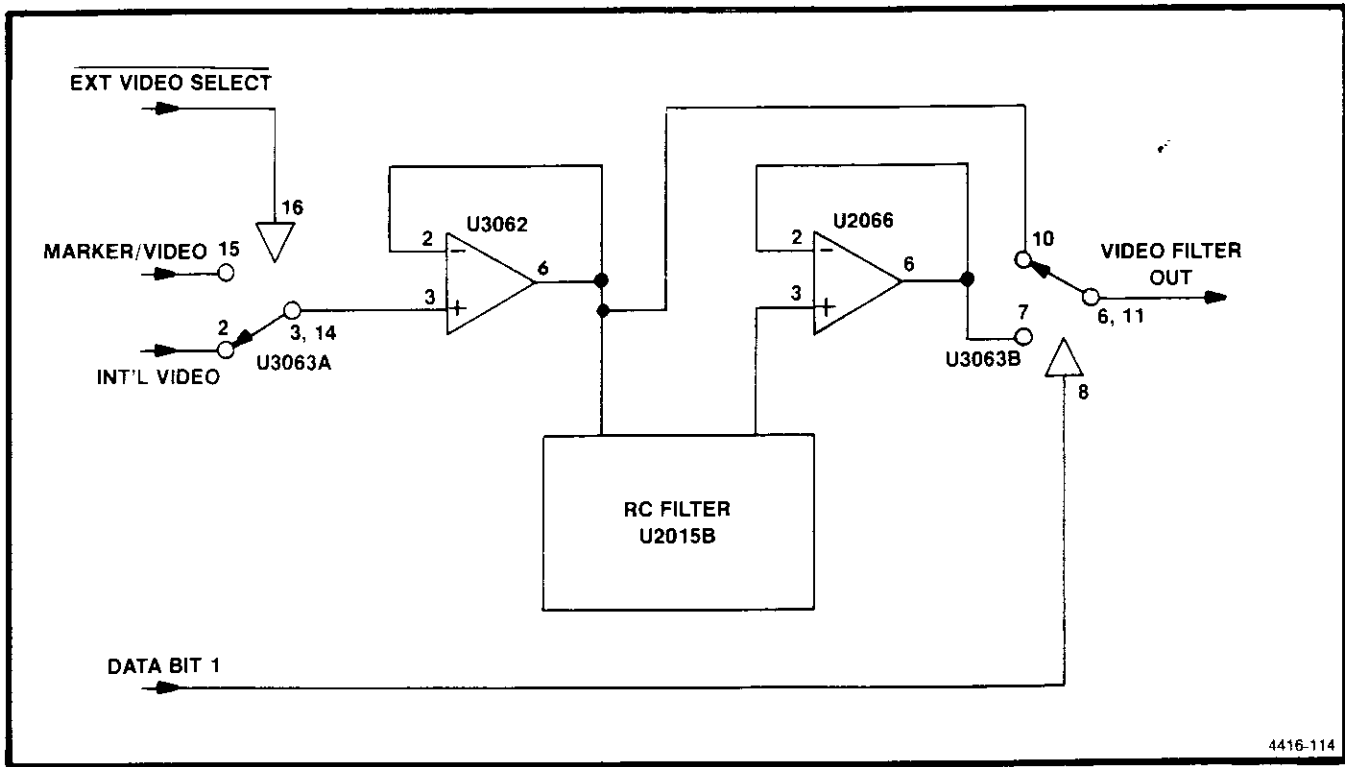 EXT VIDEO SELECT
16
MARKER/VIDEO 15
2
3, 14
INT'L VIDEO
U3063A
U3062
2 -
3 +
6
U2066
2 -
3 +
6
10
7
U3063B
6, 11
8
VIDEO FILTER
OUT
RC FILTER
U2015B
DATA BIT 1
4416-114